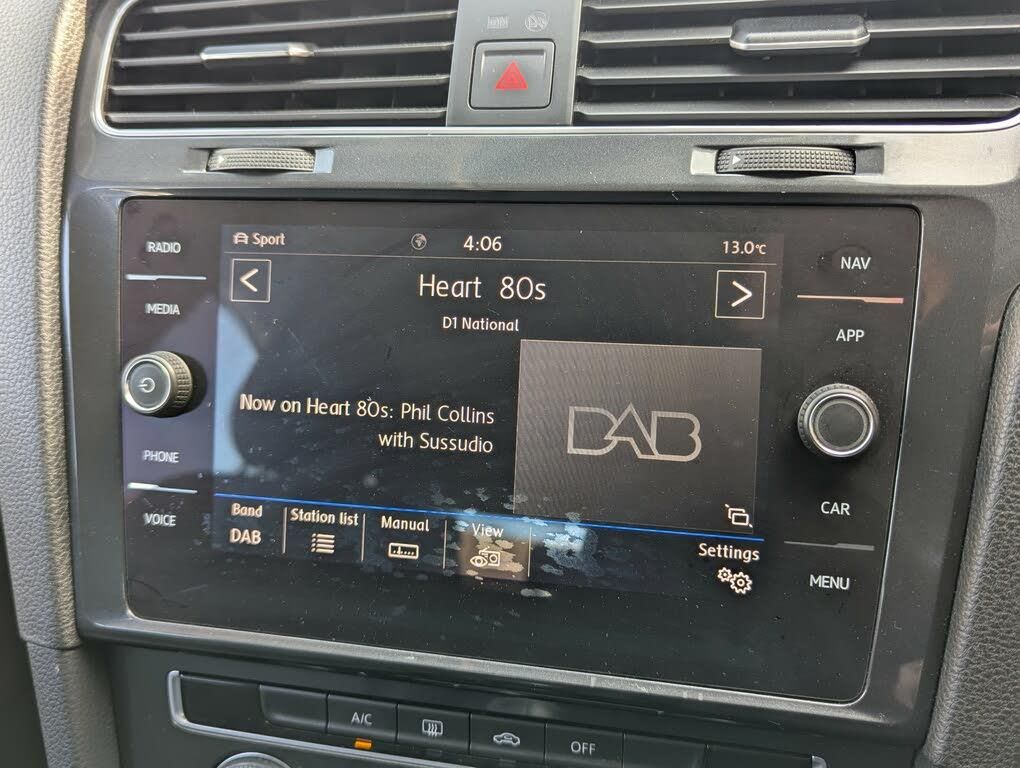 RADIO
MEDIA
PHONE
VOICE
Sport
4:06
13.0°C
<
Heart 80s
>
D1 National
Now on Heart 80s: Phil Collins
with Sussudio
DAB
Band
DAB
Station list
Manual
View
Settings
NAV
APP
CAR
MENU
A/C
OFF